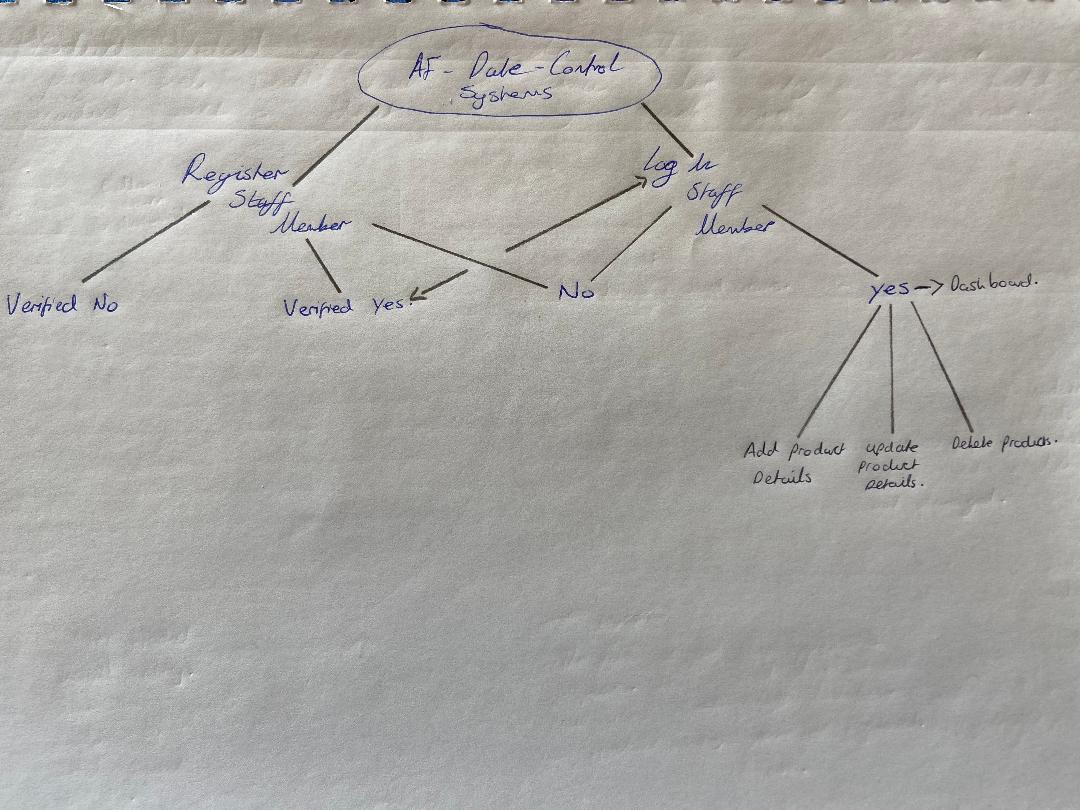 AF-Date-Control
Systems
Register
Staff
Member
Log In
Staff
Member
Verified No
Verified Yes.
No
yes -> Dashboard.
Add product
Details
update
product
Details.
Delete products.